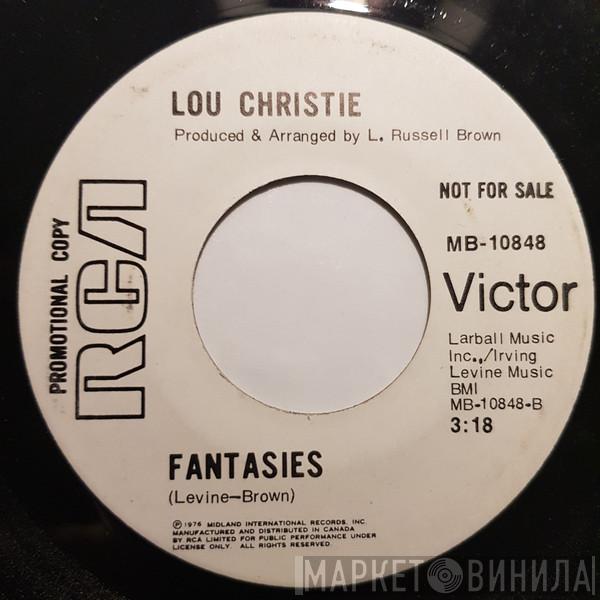 LOU CHRISTIE
Produced & Arranged by L. Russell Brown
PROMOTIONAL COPY
RCA
NOT FOR SALE
MB-10848
Victor
Larball Music
Inc.,/Irving
Levine Music
BMI
MB-10848-B
3:18
FANTASIES
(Levine—Brown)
℗1976 MIDLAND INTERNATIONAL RECORDS, INC.
MANUFACTURED AND DISTRIBUTED IN CANADA
BY RCA LIMITED FOR PUBLIC PERFORMANCE UNDER
LICENSE ONLY. ALL RIGHTS RESERVED.
МАРКЕТ ВИНИЛА